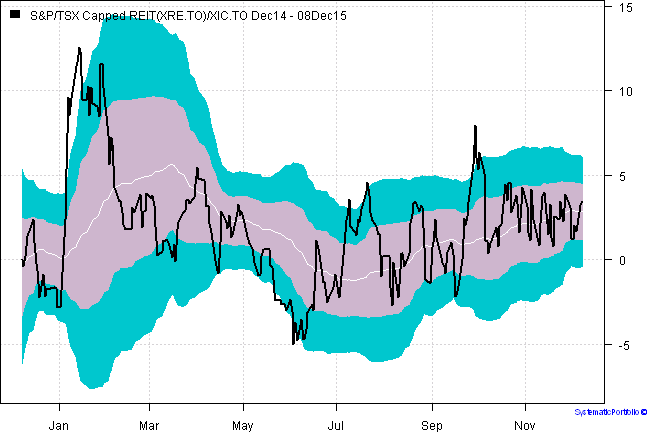 S&P/TSX Capped REIT(XRE.TO)/XIC.TO Dec14 - 08Dec15
15
10
5
0
-5
Jan Mar May Jul Sep Nov
SystematicPortfolio ©